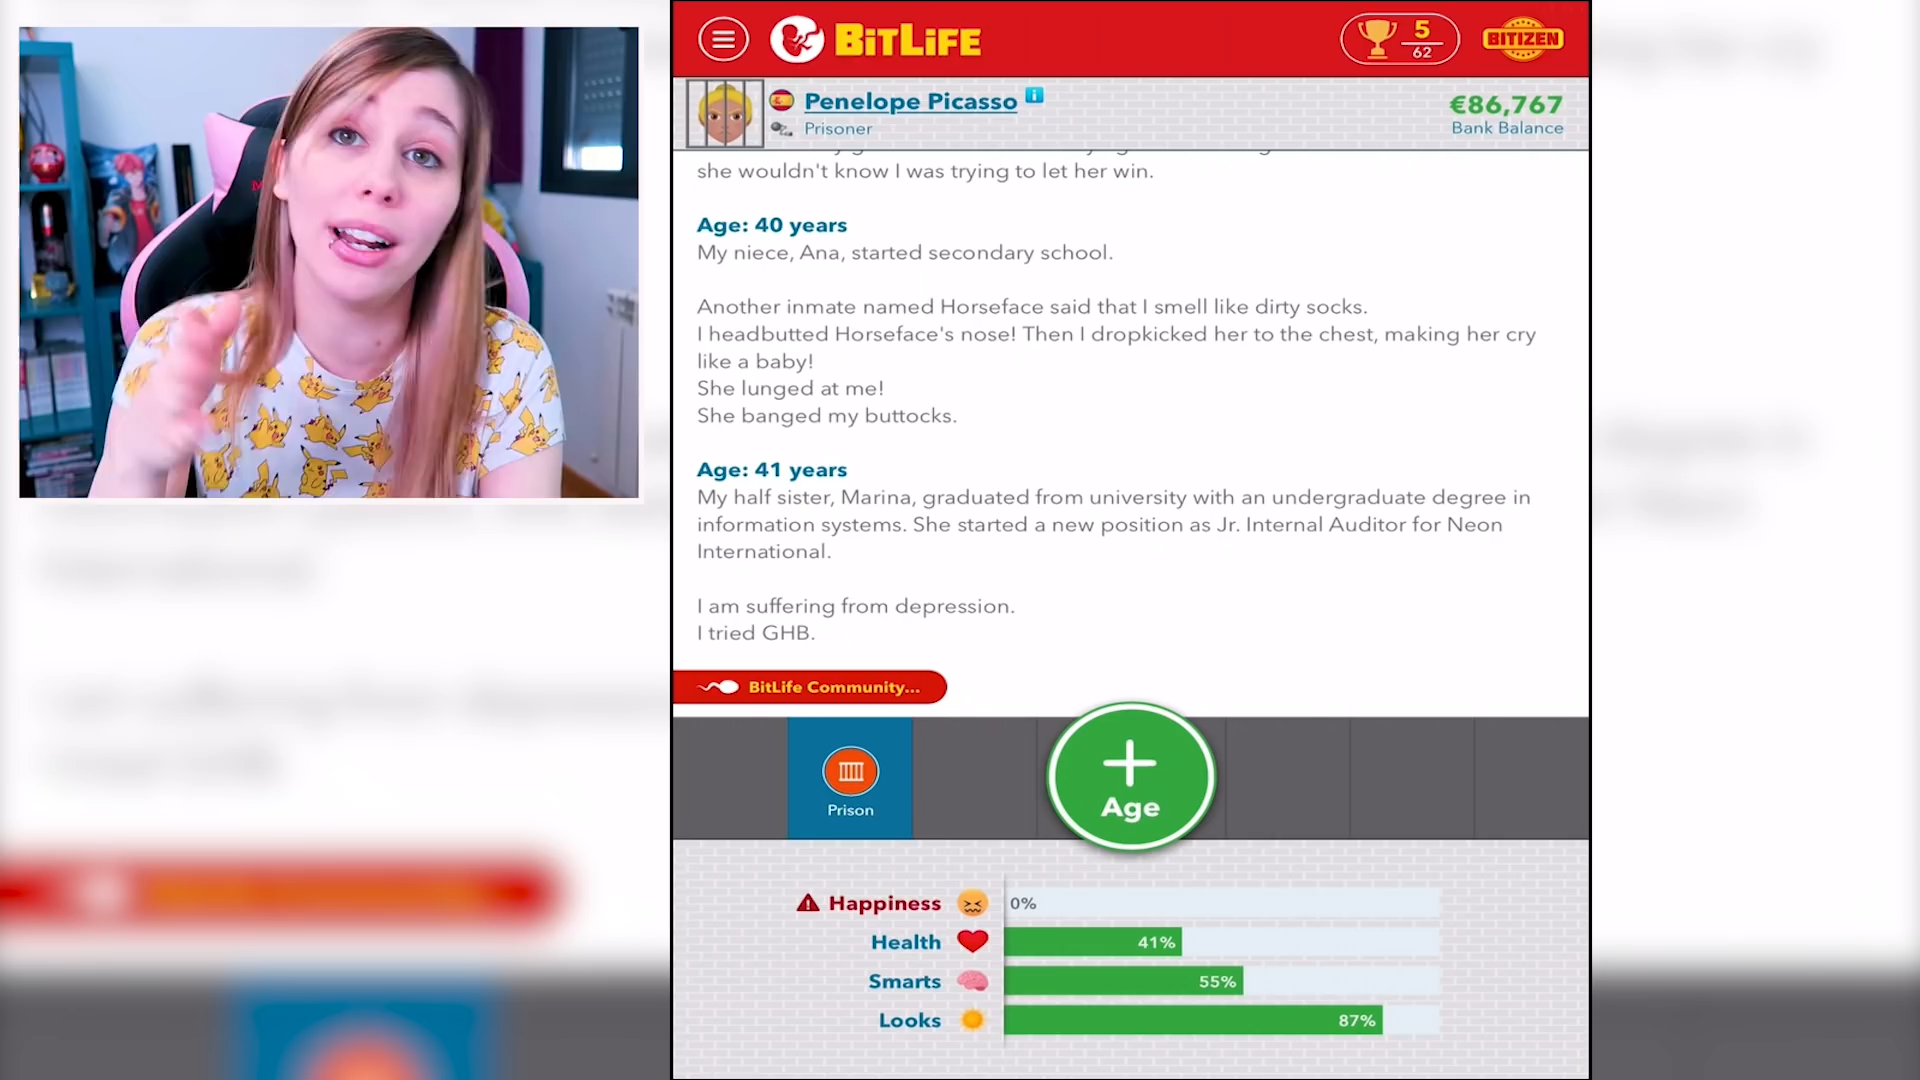 BITLIFE
5
62
BITIZEN
Penelope Picasso
Prisoner
€86,767
Bank Balance
she wouldn't know I was trying to let her win.
Age: 40 years
My niece, Ana, started secondary school.
Another inmate named Horseface said that I smell like dirty socks.
I headbutted Horseface's nose! Then I dropkicked her to the chest, making her cry
like a baby!
She lunged at me!
She banged my buttocks.
Age: 41 years
My half sister, Marina, graduated from university with an undergraduate degree in
information systems. She started a new position as Jr. Internal Auditor for Neon
International.
I am suffering from depression.
I tried GHB.
BitLife Community...
Prison
Age
Happiness
0%
Health
41%
Smarts
55%
Looks
87%